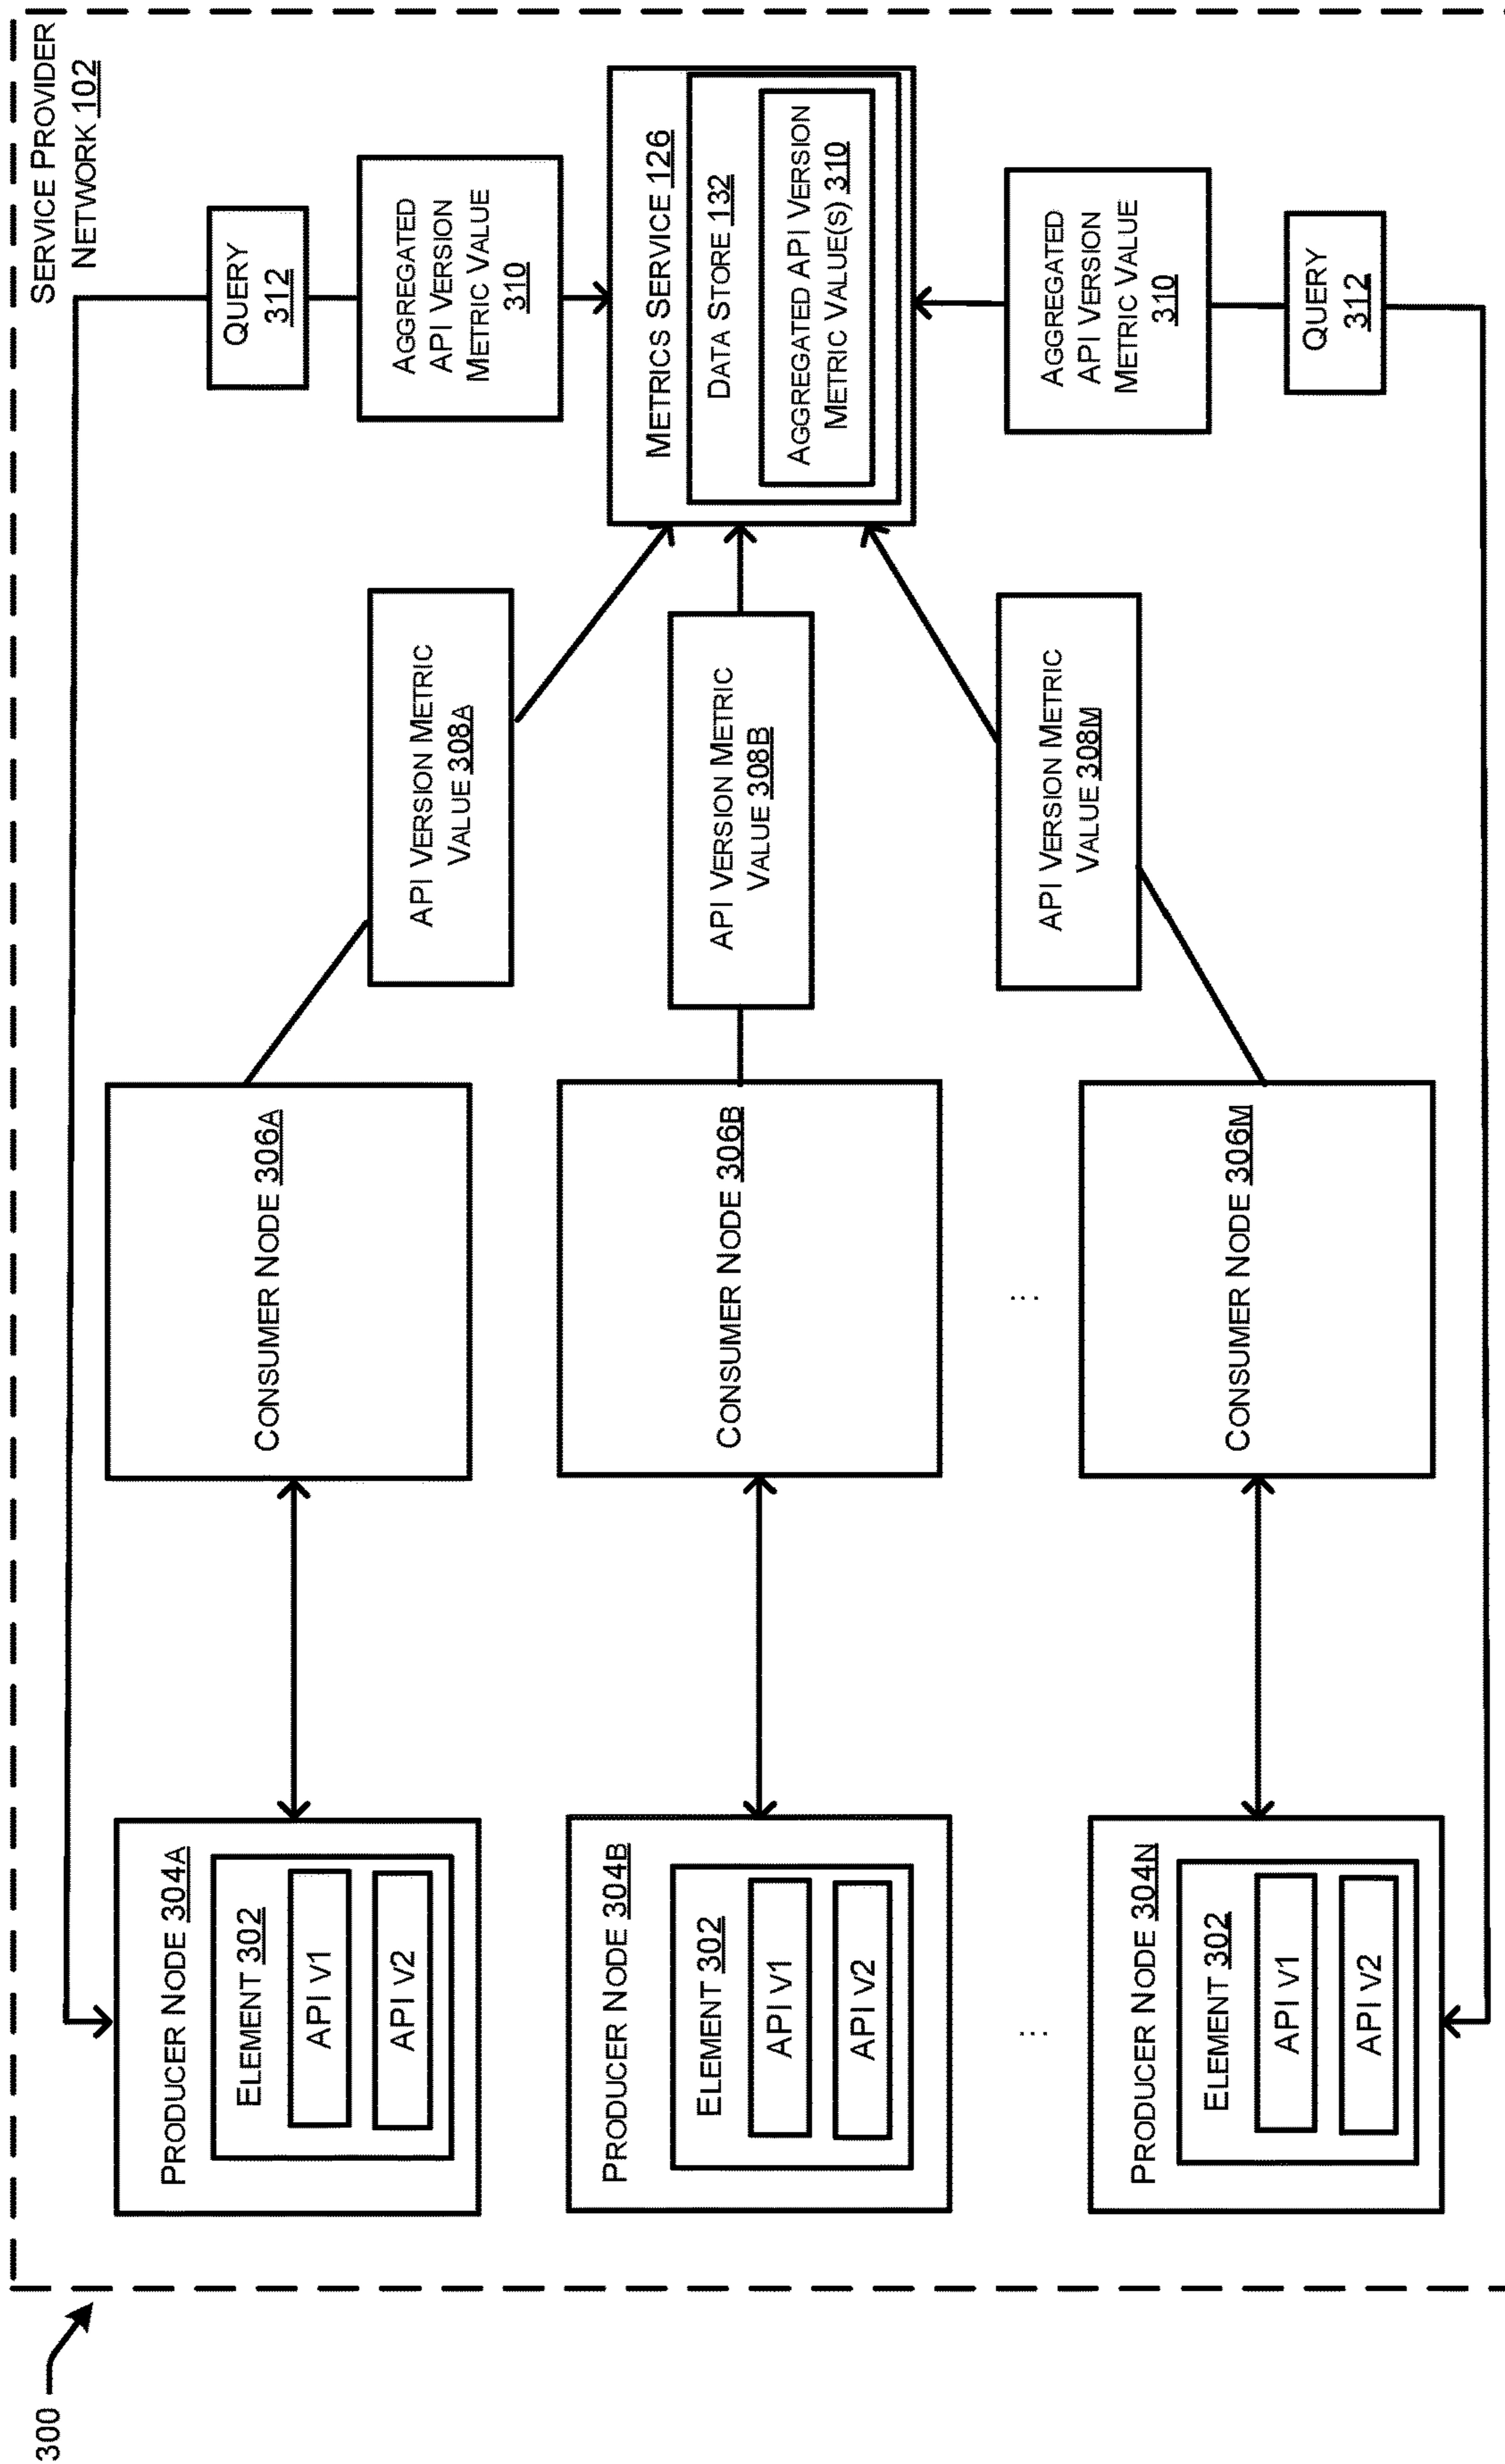 300
SERVICE PROVIDER
NETWORK 102
PRODUCER NODE 304A
ELEMENT 302
API V1
API V2
CONSUMER NODE 306A
API VERSION METRIC
VALUE 308A
QUERY
312
AGGREGATED
API VERSION
METRIC VALUE
310
PRODUCER NODE 304B
ELEMENT 302
API V1
API V2
CONSUMER NODE 306B
API VERSION METRIC
VALUE 308B
METRICS SERVICE 126
DATA STORE 132
AGGREGATED API VERSION
METRIC VALUE(S) 310
...
...
PRODUCER NODE 304N
ELEMENT 302
API V1
API V2
CONSUMER NODE 306M
API VERSION METRIC
VALUE 308M
AGGREGATED
API VERSION
METRIC VALUE
310
QUERY
312